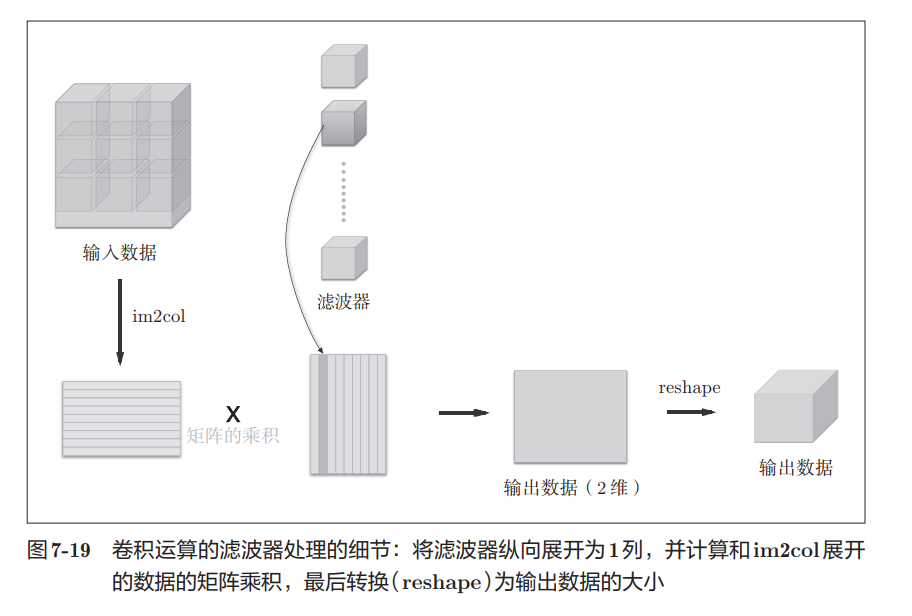 输入数据
im2col
滤波器
X
矩阵的乘积
输出数据（2维）
reshape
输出数据
图7-19 卷积运算的滤波器处理的细节：将滤波器纵向展开为1列，并计算和im2col展开
的数据的矩阵乘积，最后转换（reshape）为输出数据的大小